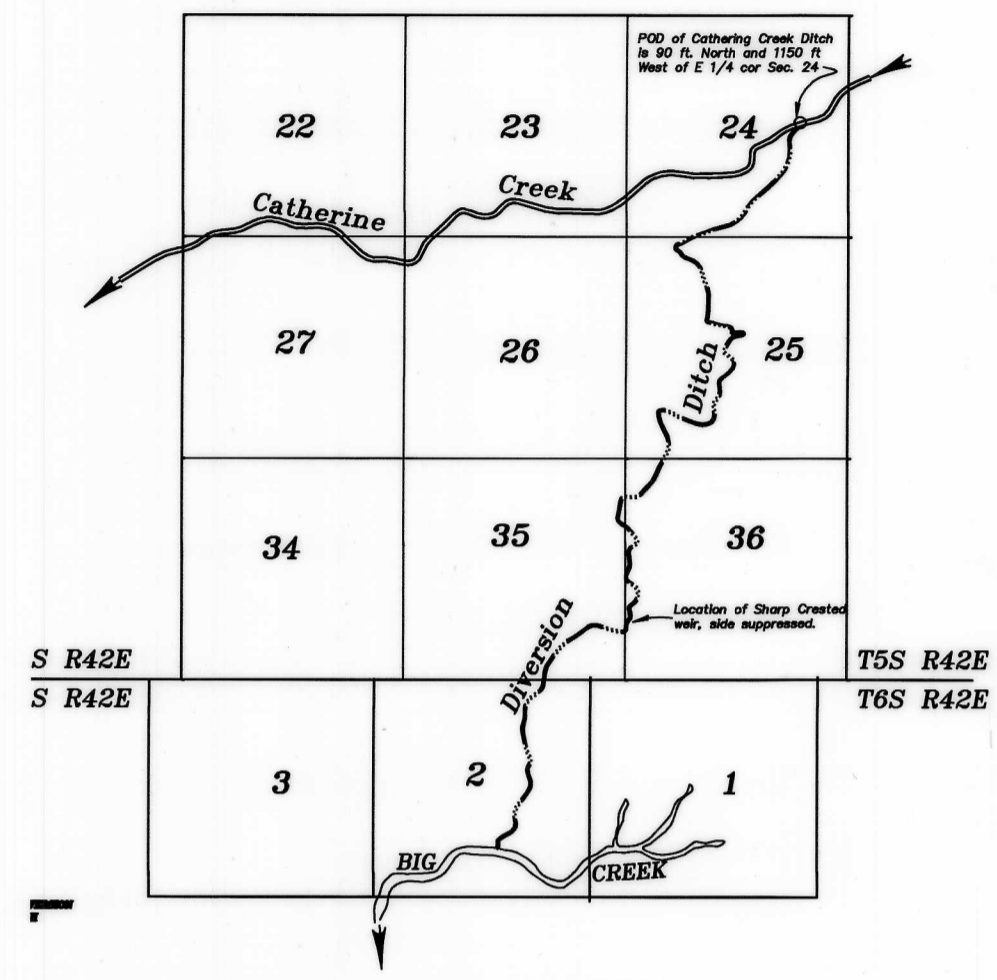 POD of Cathering Creek Ditch
is 90 ft. North and 1150 ft
West of E 1/4 cor Sec. 24
22
23
24
Catherine
Creek
27
26
25
Ditch
34
35
36
Location of Sharp Crested
weir, side suppressed.
Diversion
S R42E
T5S R42E
S R42E
T6S R42E
3
2
1
BIG
CREEK